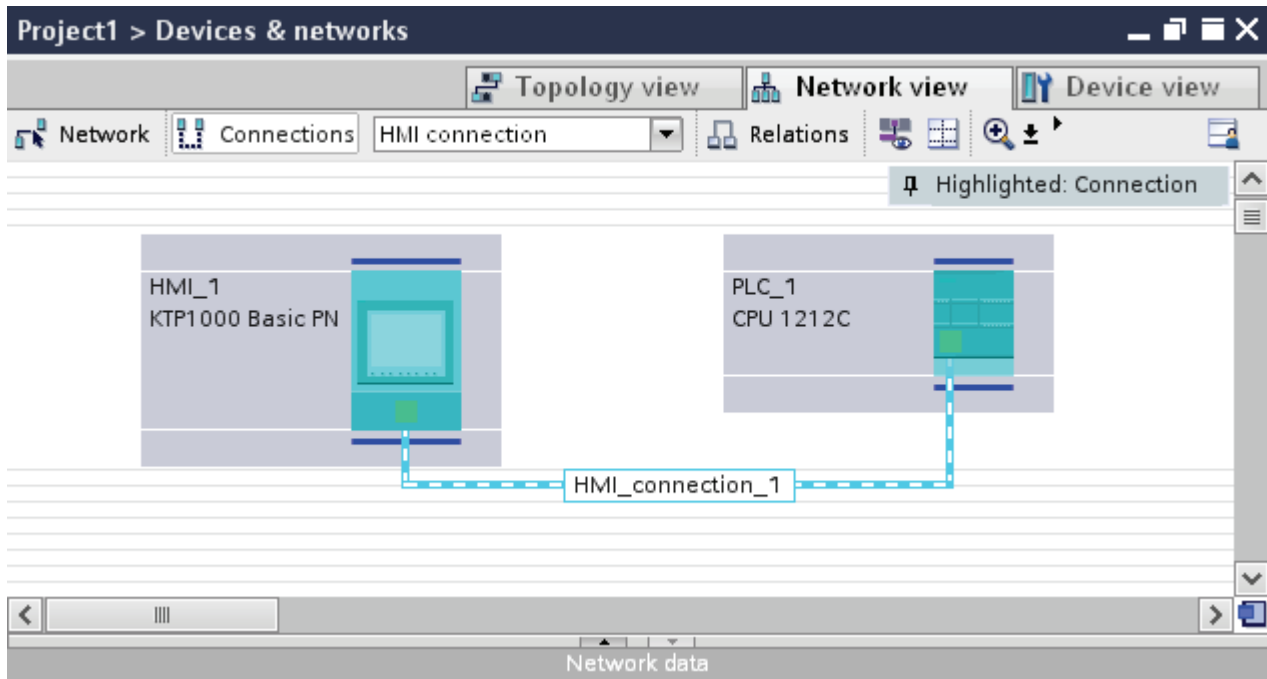 Project1 > Devices & networks
Topology view
Network view
Device view
Network
Connections
HMI connection
Relations
Highlighted: Connection
HMI_1
KTP1000 Basic PN
PLC_1
CPU 1212C
HMI_connection_1
Network data